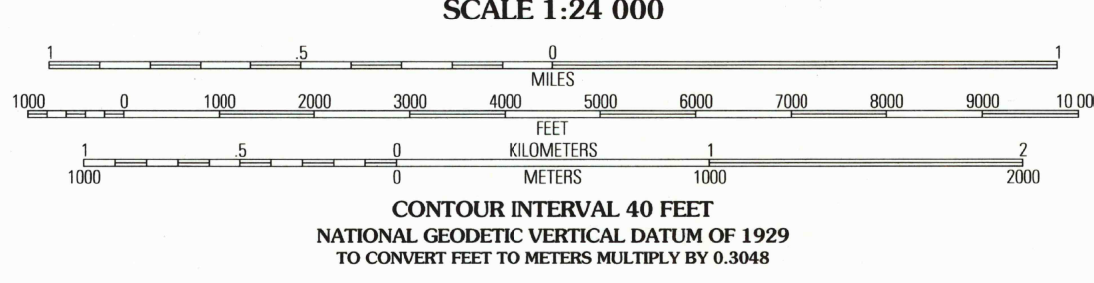 SCALE 1:24 000
1 .5 0 1
MILES
1000 0 1000 2000 3000 4000 5000 6000 7000 8000 9000 10 00
FEET
1 .5 0 KILOMETERS 1 2
1000 0 METERS 1000 2000
CONTOUR INTERVAL 40 FEET
NATIONAL GEODETIC VERTICAL DATUM OF 1929
TO CONVERT FEET TO METERS MULTIPLY BY 0.3048